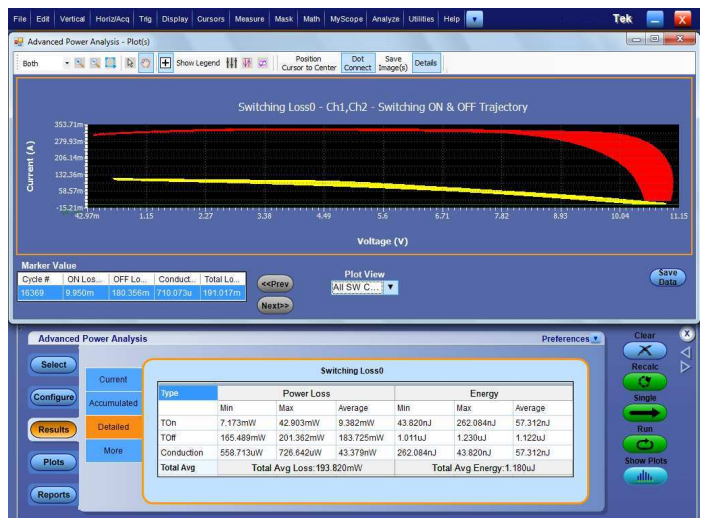 File Edit Vertical Horiz/Acq Trig Display Cursors Measure Mask Math MyScope Analyze Utilities Help Tek X
Advanced Power Analysis - Plot(s)
Both Show Legend Position Cursor to Center Dot Connect Save Image(s) Details
Switching Loss0 - Ch1,Ch2 - Switching ON & OFF Trajectory
Current (A)
353.71m
279.93m
206.14m
132.36m
58.57m
-15.21m
42.97m 1.15 2.27 3.38 4.49 5.6 6.71 7.82 8.93 10.04 11.15
Voltage (V)
Marker Value
Cycle # ON Los... OFF Lo... Conduct... Total Lo...
16369 9.950m 180.356m 710.073u 191.017m
<<Prev
Next>>
Plot View
All SW C...
Save Data
Advanced Power Analysis Preferences
Select
Configure
Results
Plots
Reports
Current
Accumulated
Detailed
More
Switching Loss0
Type Power Loss Energy
Min Max Average Min Max Average
TOn 7.173mW 42.903mW 9.382mW 43.820nJ 262.084nJ 57.312nJ
TOff 165.489mW 201.362mW 183.725mW 1.011uJ 1.230uJ 1.122uJ
Conduction 558.713uW 726.642uW 43.379nW 262.084nJ 43.820nJ 57.312nJ
Total Avg Total Avg Loss:193.820mW Total Avg Energy:1.180uJ
Clear X
Recalc
Single
Run
Show Plots